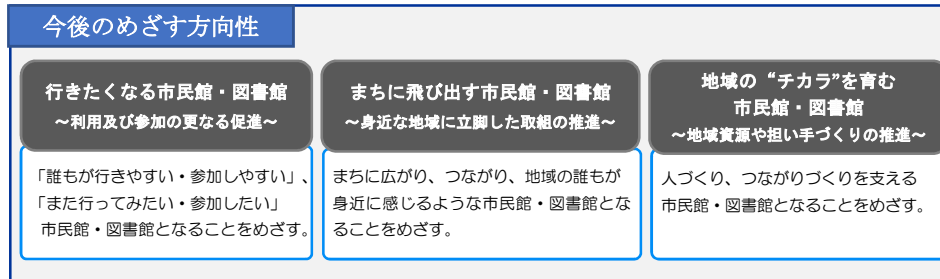 今後のめざす方向性
行きたくなる市民館・図書館
～利用及び参加の更なる促進～
「誰もが行きやすい・参加しやすい」、
「また行ってみたい・参加したい」
市民館・図書館となることをめざす。
まちに飛び出す市民館・図書館
～身近な地域に立脚した取組の推進～
まちに広がり、つながり、地域の誰もが
身近に感じるような市民館・図書館とな
ることをめざす。
地域の“チカラ”を育む
市民館・図書館
～地域資源や担い手づくりの推進～
人づくり、つながりづくりを支える
市民館・図書館となることをめざす。